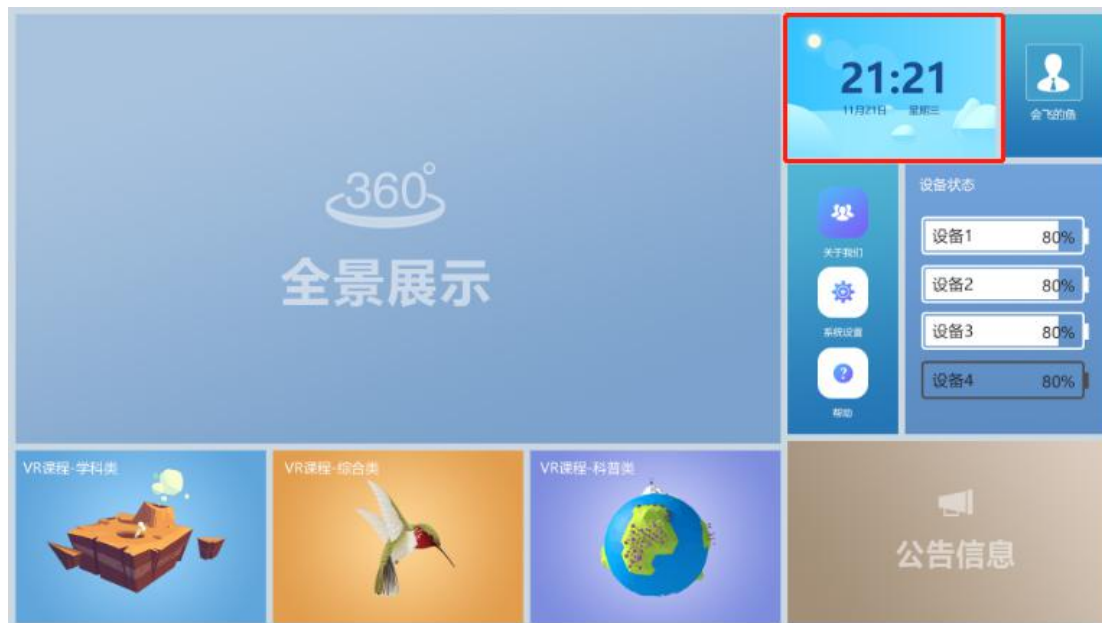 360°
全景展示
21:21
11月21日 星期三
会飞的鱼
关于我们
系统设置
帮助
设备状态
设备1 80%
设备2 80%
设备3 80%
设备4 80%
VR课程-学科类
VR课程-综合类
VR课程-科普类
公告信息